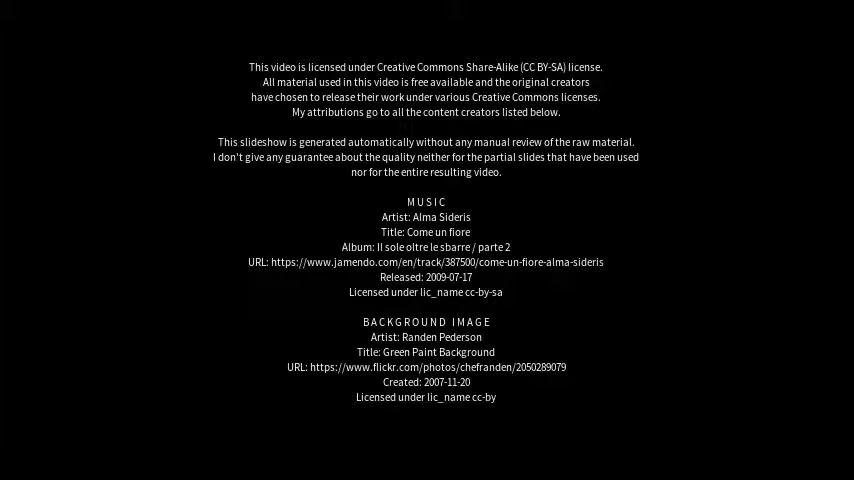 This video is licensed under Creative Commons Share-Alike (CC BY-SA) license.
All material used in this video is free available and the original creators
have chosen to release their work under various Creative Commons licenses.
My attributions go to all the content creators listed below.
This slideshow is generated automatically without any manual review of the raw material.
I don't give any guarantee about the quality neither for the partial slides that have been used
nor for the entire resulting video.
M U S I C
Artist: Alma Sideris
Title: Come un fiore
Album: Il sole oltre le sbarre / parte 2
URL: https://www.jamendo.com/en/track/387500/come-un-fiore-alma-sideris
Released: 2009-07-17
Licensed under lic_name cc-by-sa
B A C K G R O U N D   I M A G E
Artist: Randen Pederson
Title: Green Paint Background
URL: https://www.flickr.com/photos/chefranden/2050289079
Created: 2007-11-20
Licensed under lic_name cc-by